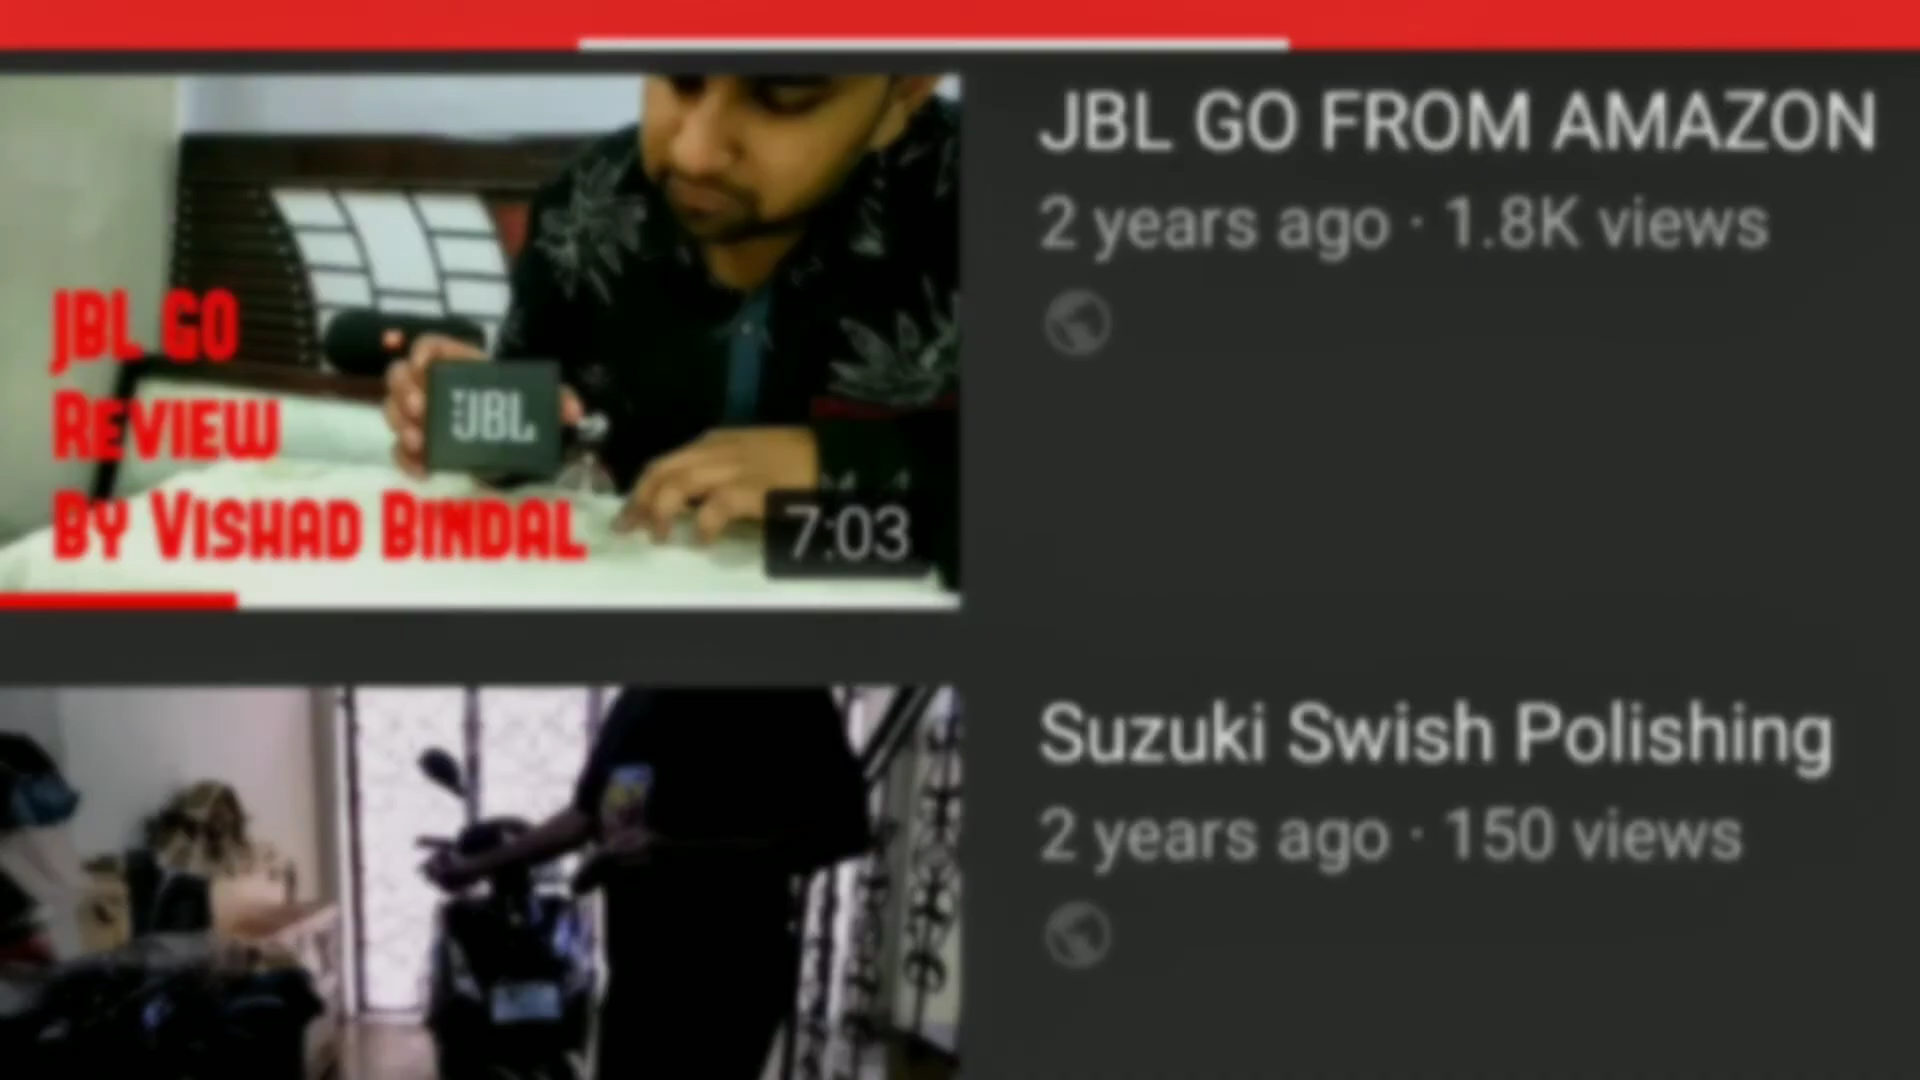 JBL GO FROM AMAZON
2 years ago · 1.8K views
JBL GO
REVIEW
BY VISHAD BINDAL
JBL
7:03
Suzuki Swish Polishing
2 years ago · 150 views